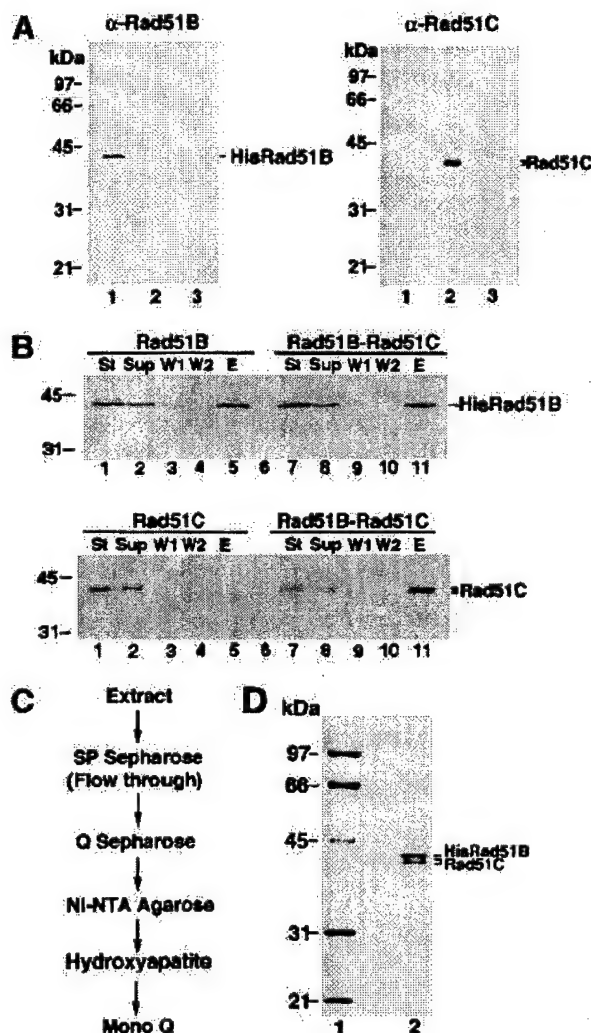 A
α-Rad51B
kDa
97-
66-
45-
31-
21-
- HisRad51B
1 2 3
α-Rad51C
kDa
97-
66-
45-
31-
21-
Rad51C
1 2 3
B
Rad51B Rad51B-Rad51C
St Sup W1 W2 E St Sup W1 W2 E
45-
31-
HisRad51B
1 2 3 4 5 6 7 8 9 10 11
Rad51C Rad51B-Rad51C
St Sup W1 W2 E St Sup W1 W2 E
45-
31-
Rad51C
1 2 3 4 5 6 7 8 9 10 11
C
Extract
SP Sepharose
(Flow through)
Q Sepharose
Ni-NTA Agarose
Hydroxyapatite
Mono Q
D
kDa
97-
66-
45-
31-
21-
HisRad51B
Rad51C
1 2